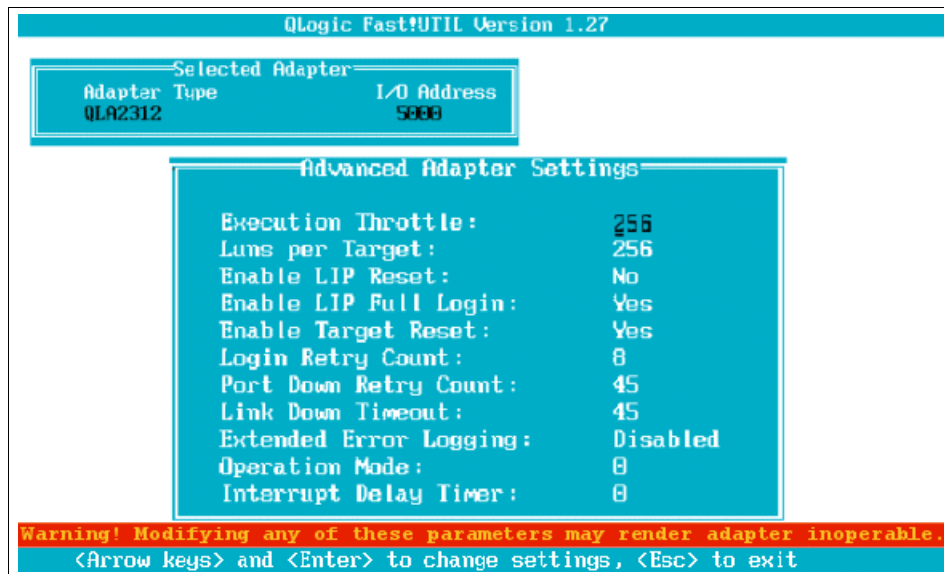 QLogic Fast!UTIL Version 1.27
Selected Adapter
Adapter Type I/O Address
QLA2312 5000
Advanced Adapter Settings
Execution Throttle: 256
Luns per Target: 256
Enable LIP Reset: No
Enable LIP Full Login: Yes
Enable Target Reset: Yes
Login Retry Count: 8
Port Down Retry Count: 45
Link Down Timeout: 45
Extended Error Logging: Disabled
Operation Mode: 0
Interrupt Delay Timer: 0
Warning! Modifying any of these parameters may render adapter inoperable.
<Arrow keys> and <Enter> to change settings, <Esc> to exit